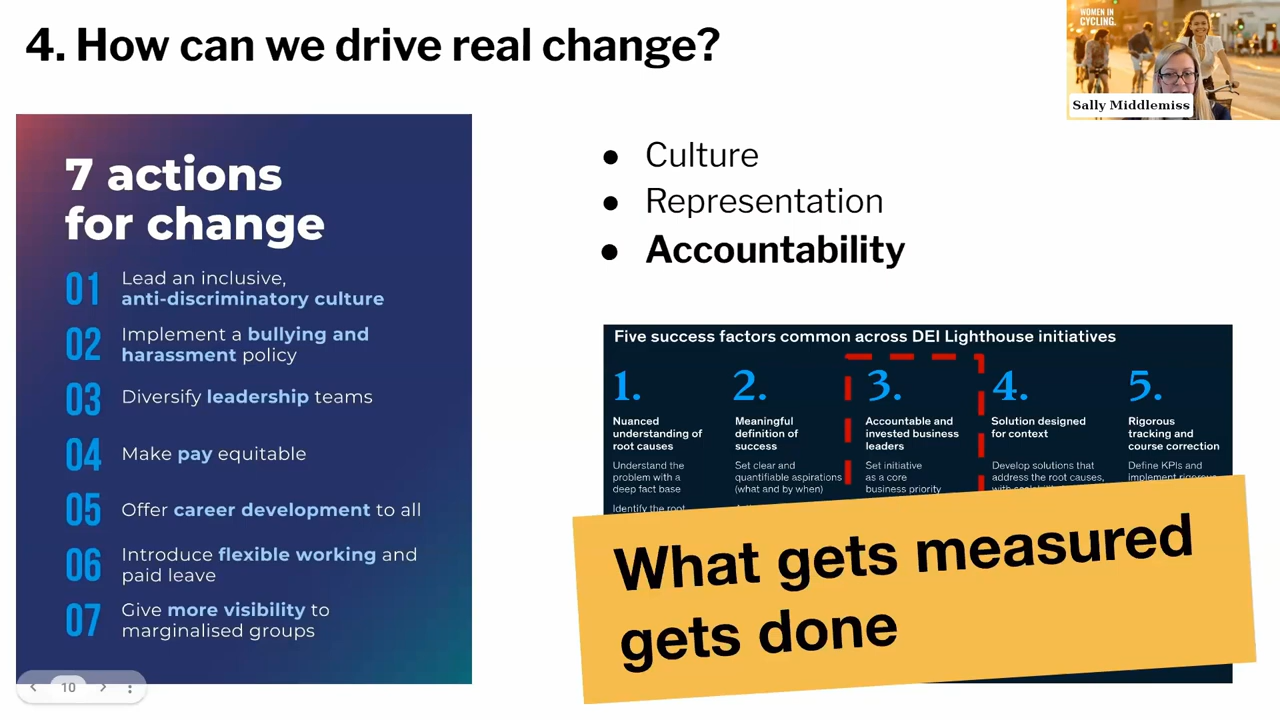 4. How can we drive real change?
WOMEN IN
CYCLING.
Sally Middlemiss
7 actions
for change
01 Lead an inclusive,
anti-discriminatory culture
02 Implement a bullying and
harassment policy
03 Diversify leadership teams
04 Make pay equitable
05 Offer career development to all
06 Introduce flexible working and
paid leave
07 Give more visibility to
marginalised groups
10
● Culture
● Representation
● Accountability
Five success factors common across DEI Lighthouse initiatives
1.
Nuanced
understanding of
root causes
Understand the
problem with a
deep fact base
Identify the root
2.
Meaningful
definition of
success
Set clear and
quantifiable aspirations
(what and by when)
3.
Accountable and
invested business
leaders
Set initiative
as a core
business priority
4.
Solution designed
for context
Develop solutions that
address the root causes,
5.
Rigorous
tracking and
course correction
Define KPIs and
implement rigorous
What gets measured
gets done